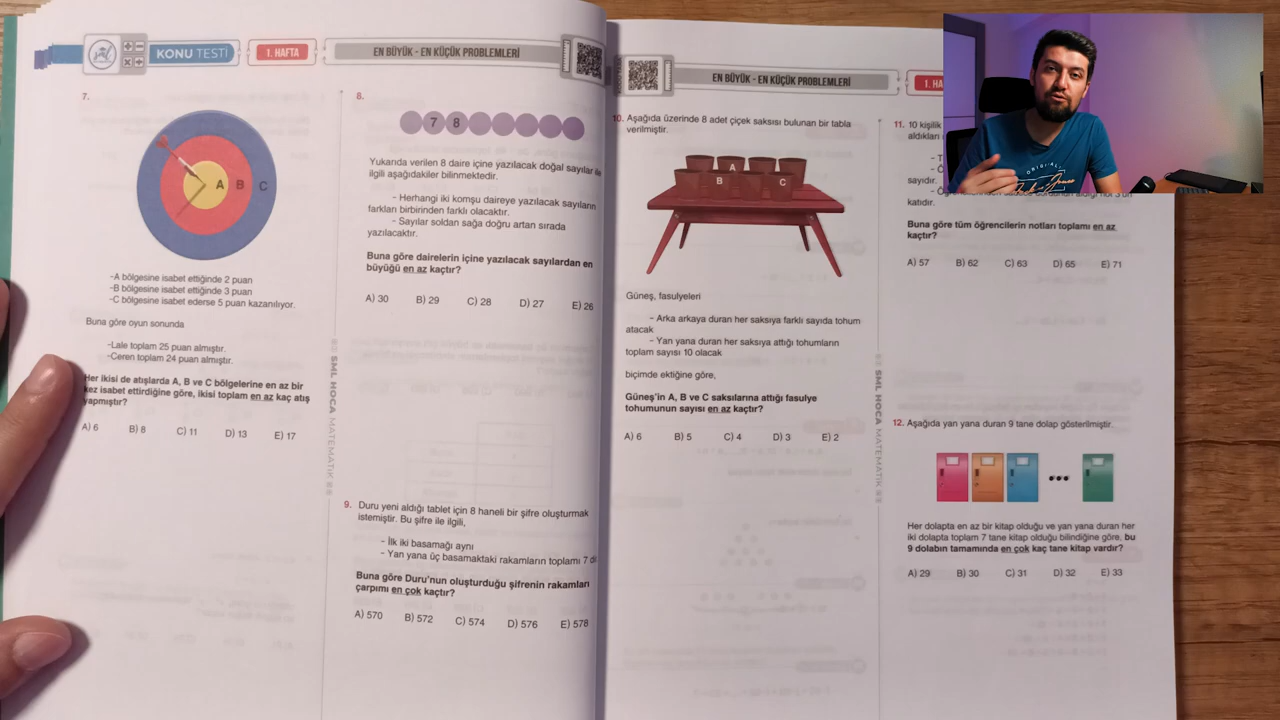 KONU TESTİ
1. HAFTA
EN BÜYÜK - EN KÜÇÜK PROBLEMLERİ
7.
A B C
-A bölgesine isabet ettiğinde 2 puan
-B bölgesine isabet ettiğinde 3 puan
-C bölgesine isabet ederse 5 puan kazanılıyor.
Buna göre oyun sonunda
-Lale toplam 25 puan almıştır.
-Ceren toplam 24 puan almıştır.
Her ikisi de atışlarda A, B ve C bölgelerine en az bir
kez isabet ettirdiğine göre, ikisi toplam en az kaç atış
yapmıştır?
A) 6 B) 8 C) 11 D) 13 E) 17
8.
7 8
Yukarıda verilen 8 daire içine yazılacak doğal sayılar ile
ilgili aşağıdakiler bilinmektedir.
- Herhangi iki komşu daireye yazılacak sayıların
farkları birbirinden farklı olacaktır.
- Sayılar soldan sağa doğru artan sırada
yazılacaktır.
Buna göre dairelerin içine yazılacak sayılardan en
büyüğü en az kaçtır?
A) 30 B) 29 C) 28 D) 27 E) 26
9. Duru yeni aldığı tablet için 8 haneli bir şifre oluşturmak
istemiştir. Bu şifre ile ilgili,
- İlk iki basamağı aynı
- Yan yana üç basamaktaki rakamların toplamı 7
Buna göre Duru'nun oluşturduğu şifrenin rakamları
çarpımı en çok kaçtır?
A) 570 B) 572 C) 574 D) 576 E) 578
SML HOCA MATEMATİK
EN BÜYÜK - EN KÜÇÜK PROBLEMLERİ
1. HA
10. Aşağıda üzerinde 8 adet çiçek saksısı bulunan bir tabla
verilmiştir.
A
B C
Güneş, fasulyeleri
- Arka arkaya duran her saksıya farklı sayıda tohum
atacak
- Yan yana duran her saksıya attığı tohumların
toplam sayısı 10 olacak
biçimde ektiğine göre,
Güneş'in A, B ve C saksılarına attığı fasulye
tohumunun sayısı en az kaçtır?
A) 6 B) 5 C) 4 D) 3 E) 2
SML HOCA MATEMATİK
11. 10 kişilik
aldıkları
sayıdır.
katıdır.
Buna göre tüm öğrencilerin notları toplamı en az
kaçtır?
A) 57 B) 62 C) 63 D) 65 E) 71
12. Aşağıda yan yana duran 9 tane dolap gösterilmiştir.
Her dolapta en az bir kitap olduğu ve yan yana duran her
iki dolapta toplam 7 tane kitap olduğu bilindiğine göre, bu
9 dolabın tamamında en çok kaç tane kitap vardır?
A) 29 B) 30 C) 31 D) 32 E) 33
ORIGINAL